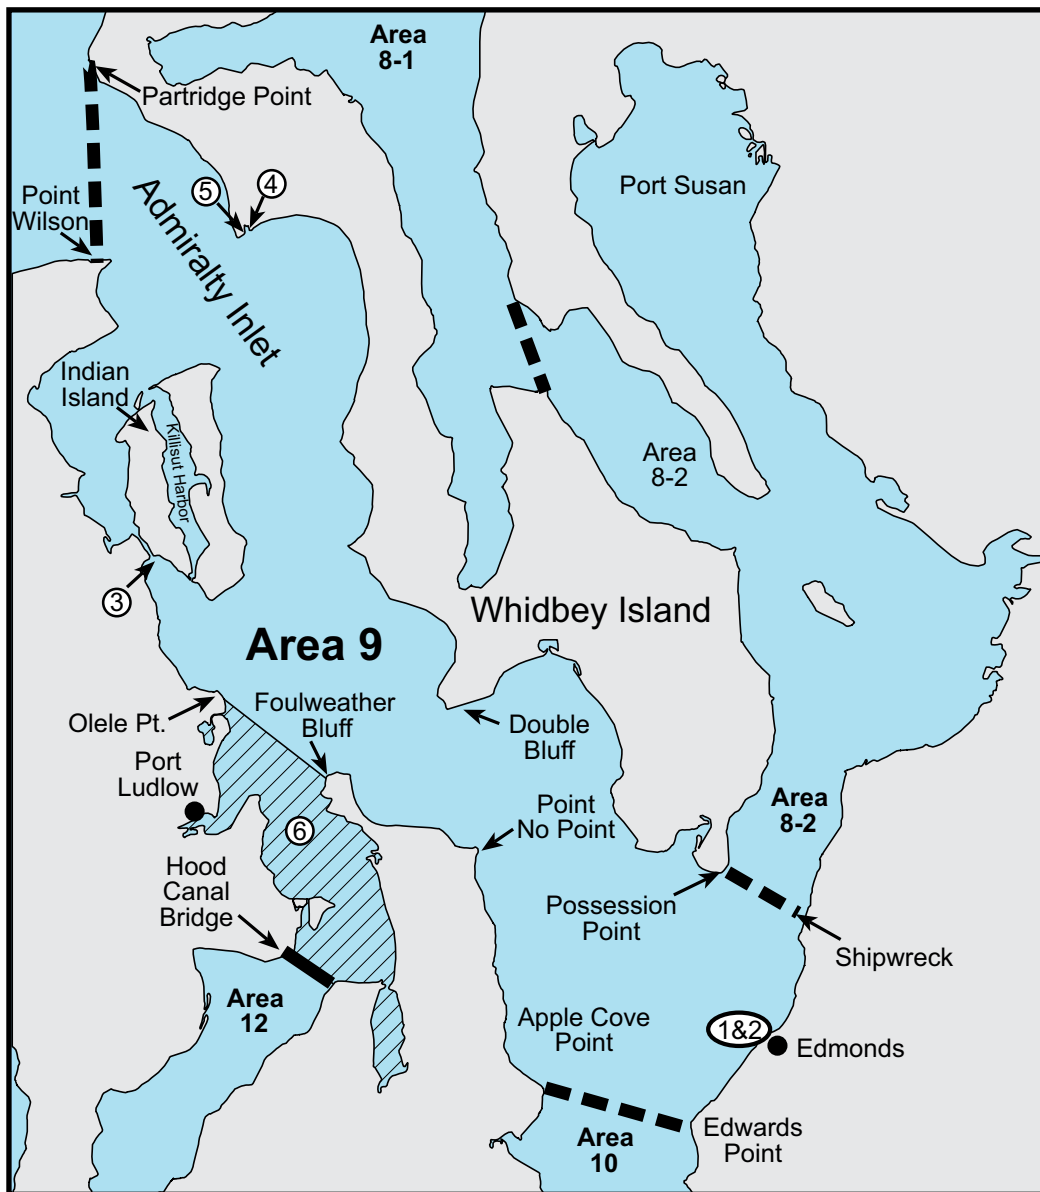 Area
8-1
Partridge Point
Port Susan
④
⑤
Point
Wilson
Admiralty Inlet
Indian
Island
Killisut Harbor
Area
8-2
③
Whidbey Island
Area 9
Foulweather
Bluff
Olele Pt.
Double
Bluff
Port
Ludlow
Area
8-2
Point
No Point
⑥
Hood
Canal
Bridge
Possession
Point
Shipwreck
Area
12
Apple Cove
Point
1&2
Edmonds
Edwards
Point
Area
10